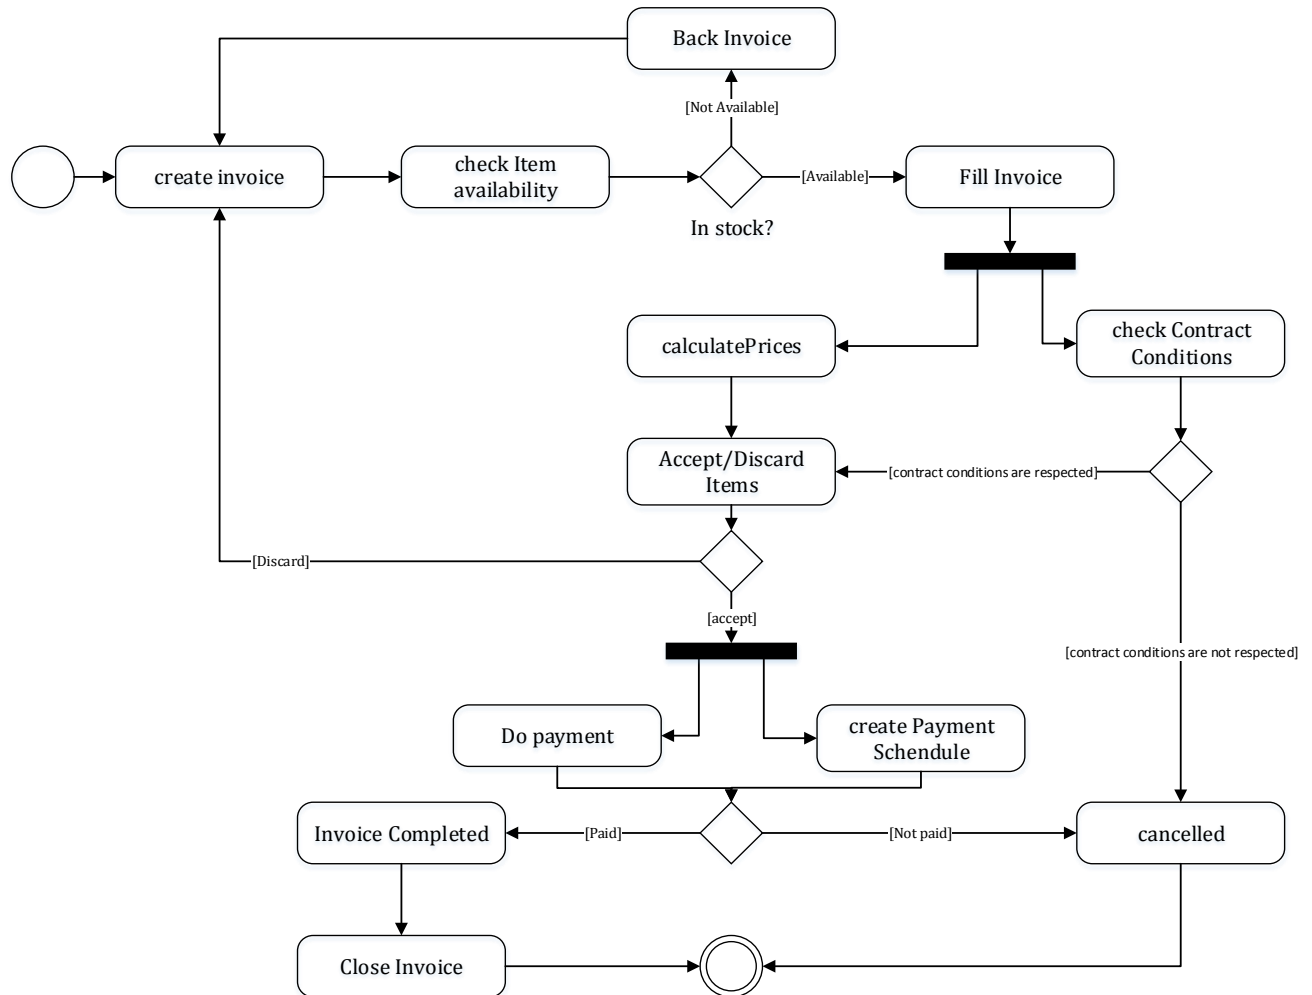 Back Invoice
[Not Available]
create invoice
check Item
availability
[Available]
Fill Invoice
In stock?
calculatePrices
check Contract
Conditions
Accept/Discard
Items
[contract conditions are respected]
[Discard]
[accept]
[contract conditions are not respected]
Do payment
create Payment
Schendule
Invoice Completed
[Paid]
[Not paid]
cancelled
Close Invoice